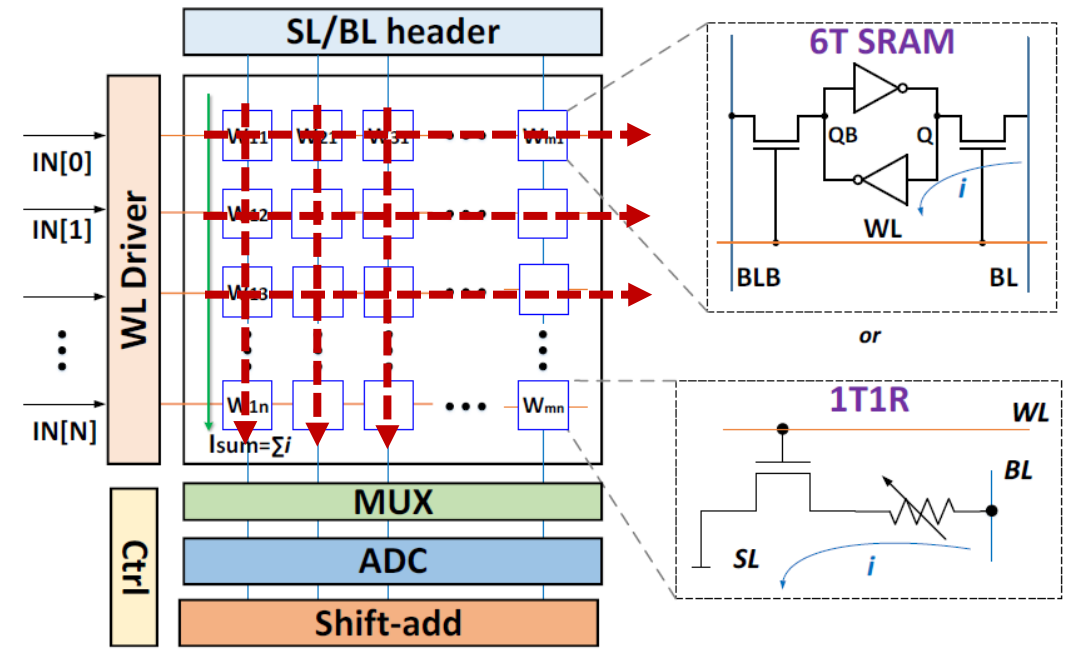 SL/BL header
6T SRAM
WL Driver
IN[0]
IN[1]
IN[N]
W11
W21
W31
Wm1
W12
W13
W1n
Wmn
Isum=∑i
QB
Q
i
WL
BLB
BL
or
1T1R
WL
BL
SL
i
MUX
Ctrl
ADC
Shift-add